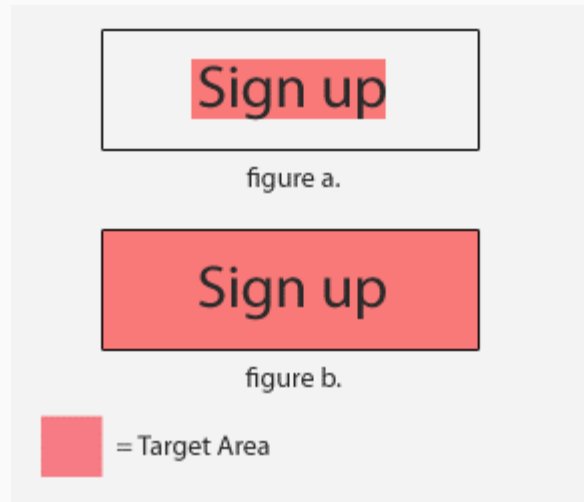 Sign up
figure a.
Sign up
figure b.
= Target Area